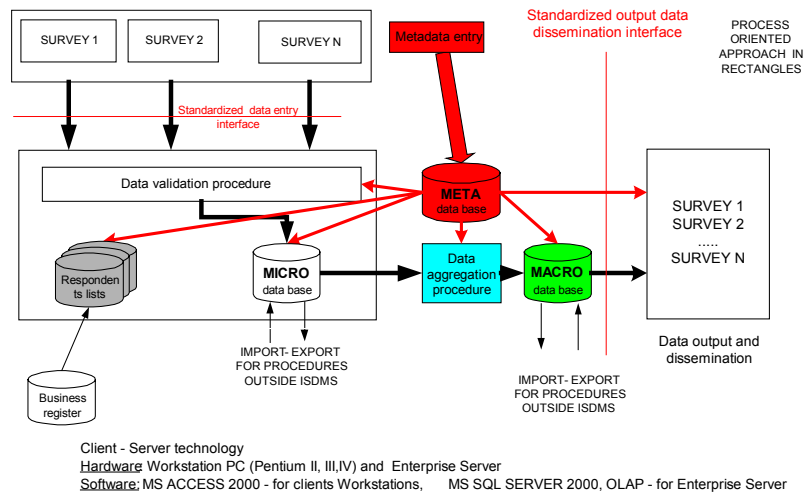 SURVEY 1
SURVEY 2
SURVEY N
Metadata entry
Standardized output data
dissemination interface
PROCESS
ORIENTED
APPROACH IN
RECTANGLES
Standardized data entry
interface
Data validation procedure
META
data base
SURVEY 1
SURVEY 2
.....
SURVEY N
Responden
ts lists
MICRO
data base
Data
aggregation
procedure
MACRO
data base
Data output and
dissemination
IMPORT- EXPORT
FOR PROCEDURES
OUTSIDE ISDMS
IMPORT- EXPORT
FOR PROCEDURES
OUTSIDE ISDMS
Business
register
Client - Server technology
Hardware: Workstation PC (Pentium II, III,IV) and Enterprise Server
Software: MS ACCESS 2000 - for clients Workstations, MS SQL SERVER 2000, OLAP - for Enterprise Server